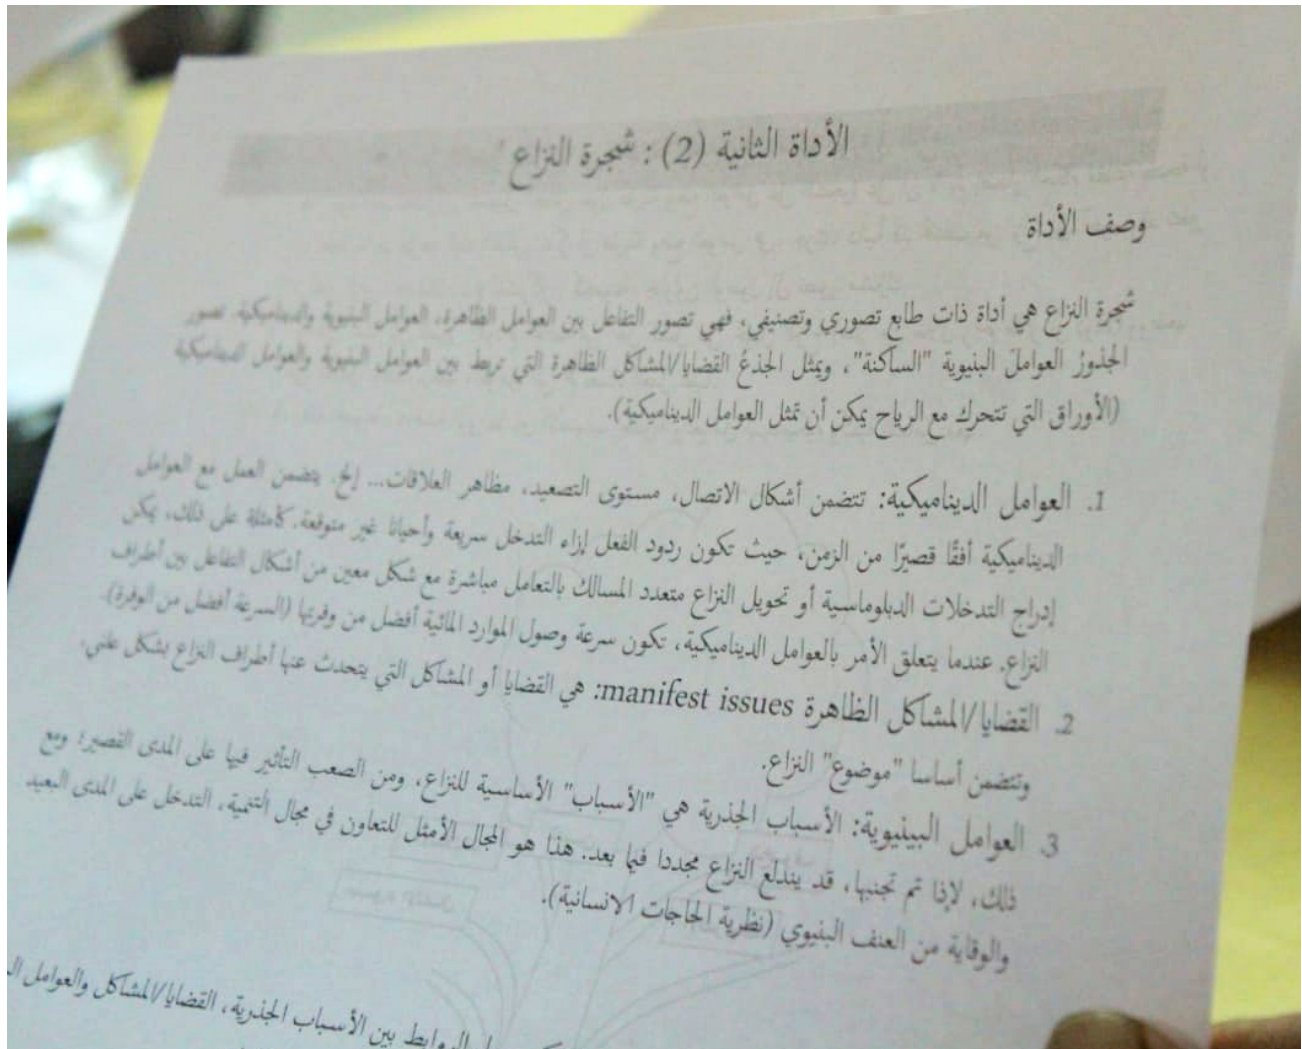 الأداة الثانية (2) : شجرة النزاع
وصف الأداة
شجرة النزاع هي أداة ذات طابع تصوري وتصنيفي، فهي تصور التفاعل بين العوامل الظاهرة، العوامل البنيوية والديناميكية. تصور
الجذورُ العواملَ البنيوية "الساكنة"، ويمثل الجذعُ القضايا/المشاكل الظاهرة التي تربط بين العوامل البنيوية والعوامل الديناميكية
(الأوراق التي تتحرك مع الرياح يمكن أن تمثل العوامل الديناميكية).
1. العوامل الديناميكية: تتضمن أشكال الاتصال، مستوى التصعيد، مظاهر العلاقات... إلخ. يتضمن العمل مع العوامل
الديناميكية أفقًا قصيرًا من الزمن، حيث تكون ردود الفعل إزاء التدخل سريعة وأحيانا غير متوقعة. كأمثلة على ذلك، يمكن
إدراج التدخلات الدبلوماسية أو تحويل النزاع متعدد المسالك بالتعامل مباشرة مع شكل معين من أشكال التفاعل بين أطراف
النزاع. عندما يتعلق الأمر بالعوامل الديناميكية، تكون سرعة وصول الموارد المالية أفضل من وفرتها (السرعة أفضل من الوفرة).
2. القضايا/المشاكل الظاهرة manifest issues: هي القضايا أو المشاكل التي يتحدث عنها أطراف النزاع بشكل علني.
وتتضمن أساسا "موضوع" النزاع.
3. العوامل البينيوية: الأسباب الجذرية هي "الأسباب" الأساسية للنزاع، ومن الصعب التأثير فيها على المدى القصير؛ ومع
ذلك، لإذا تم تجنبها، قد يندلع النزاع مجددا فيما بعد. هذا هو المجال الأمثل للتعاون في مجال التنمية، التدخل على المدى البعيد
والوقاية من العنف البنيوي (نظرية الحاجات الانسانية).
الروابط بين الأسباب الجذرية، القضايا/المشاكل والعوامل